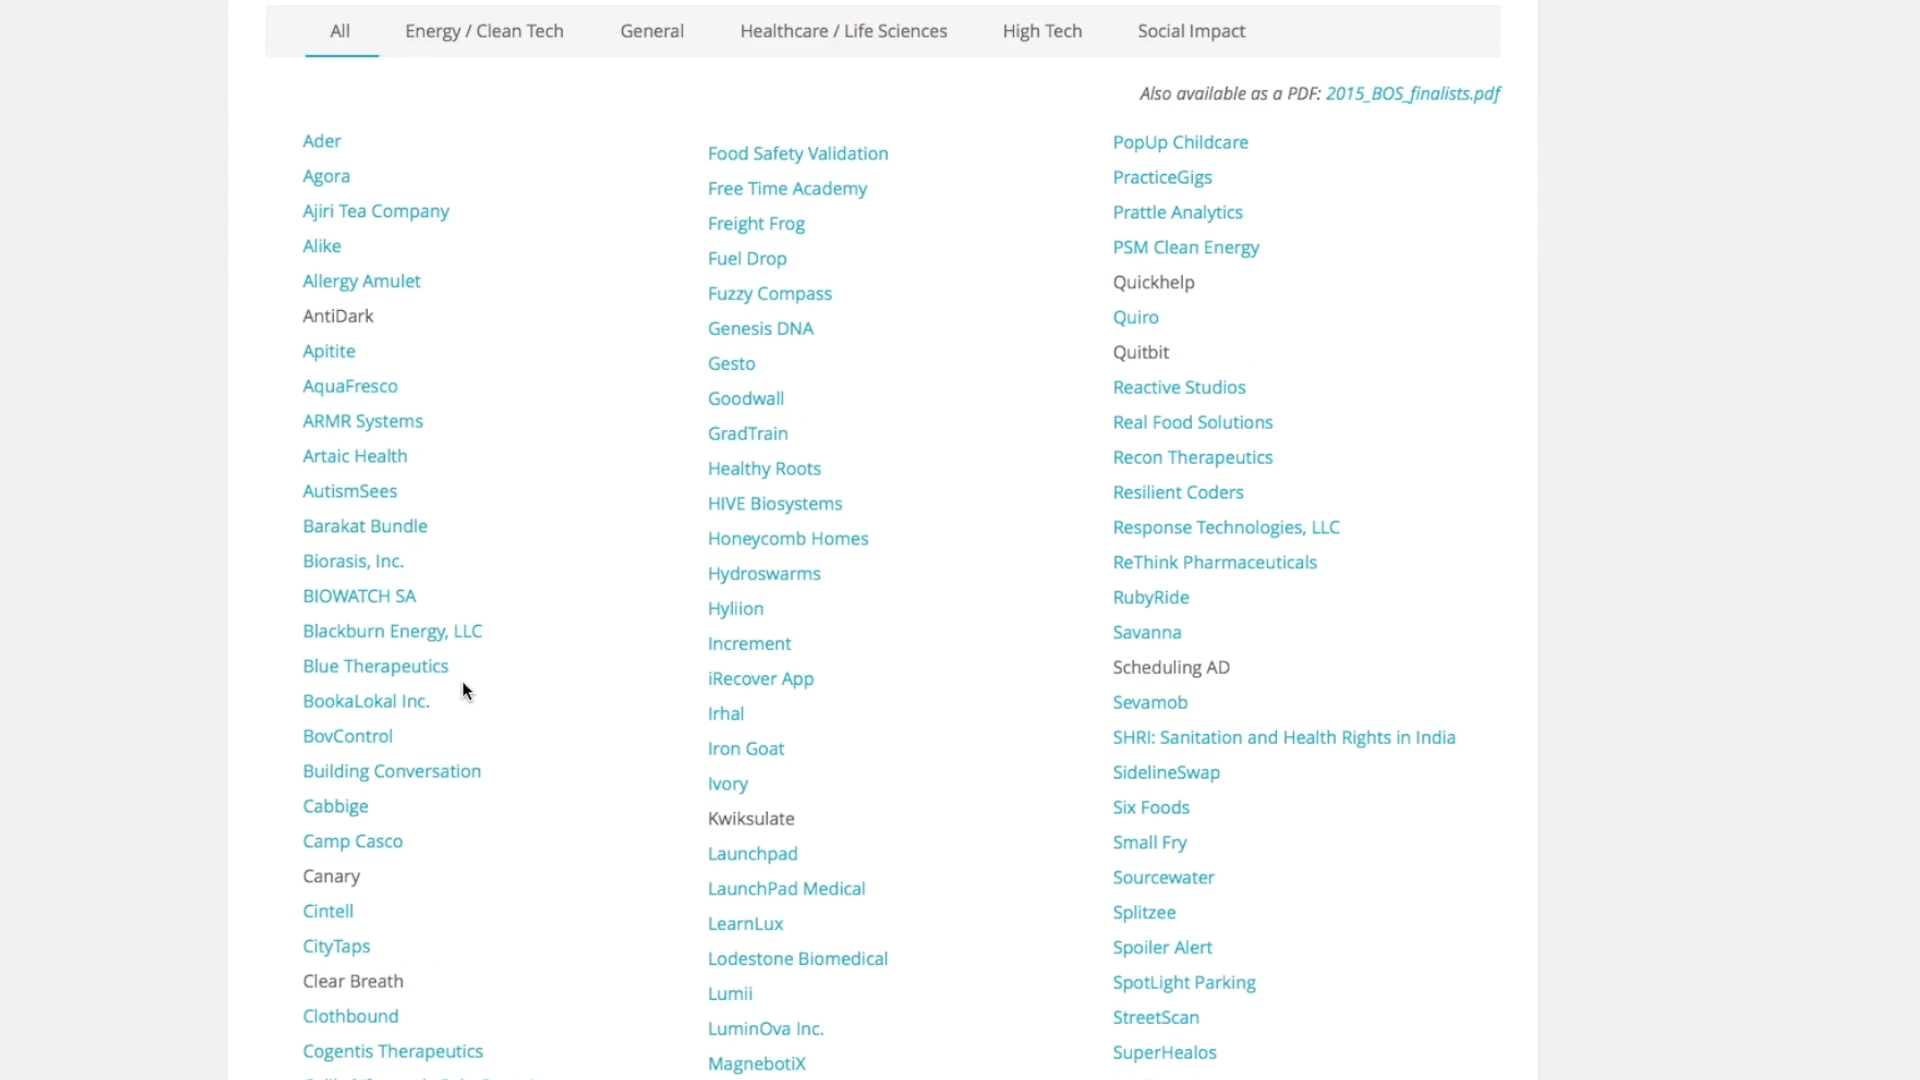 All
Energy / Clean Tech
General
Healthcare / Life Sciences
High Tech
Social Impact
Also available as a PDF: 2015_BOS_finalists.pdf
Ader
Agora
Ajiri Tea Company
Alike
Allergy Amulet
AntiDark
Apitite
AquaFresco
ARMR Systems
Artaic Health
AutismSees
Barakat Bundle
Biorasis, Inc.
BIOWATCH SA
Blackburn Energy, LLC
Blue Therapeutics
BookaLokal Inc.
BovControl
Building Conversation
Cabbige
Camp Casco
Canary
Cintell
CityTaps
Clear Breath
Clothbound
Cogentis Therapeutics
Food Safety Validation
Free Time Academy
Freight Frog
Fuel Drop
Fuzzy Compass
Genesis DNA
Gesto
Goodwall
GradTrain
Healthy Roots
HIVE Biosystems
Honeycomb Homes
Hydroswarms
Hyliion
Increment
iRecover App
Irhal
Iron Goat
Ivory
Kwiksulate
Launchpad
LaunchPad Medical
LearnLux
Lodestone Biomedical
Lumii
LuminOva Inc.
MagnebotiX
PopUp Childcare
PracticeGigs
Prattle Analytics
PSM Clean Energy
Quickhelp
Quiro
Quitbit
Reactive Studios
Real Food Solutions
Recon Therapeutics
Resilient Coders
Response Technologies, LLC
ReThink Pharmaceuticals
RubyRide
Savanna
Scheduling AD
Sevamob
SHRI: Sanitation and Health Rights in India
SidelineSwap
Six Foods
Small Fry
Sourcewater
Splitzee
Spoiler Alert
SpotLight Parking
StreetScan
SuperHealos